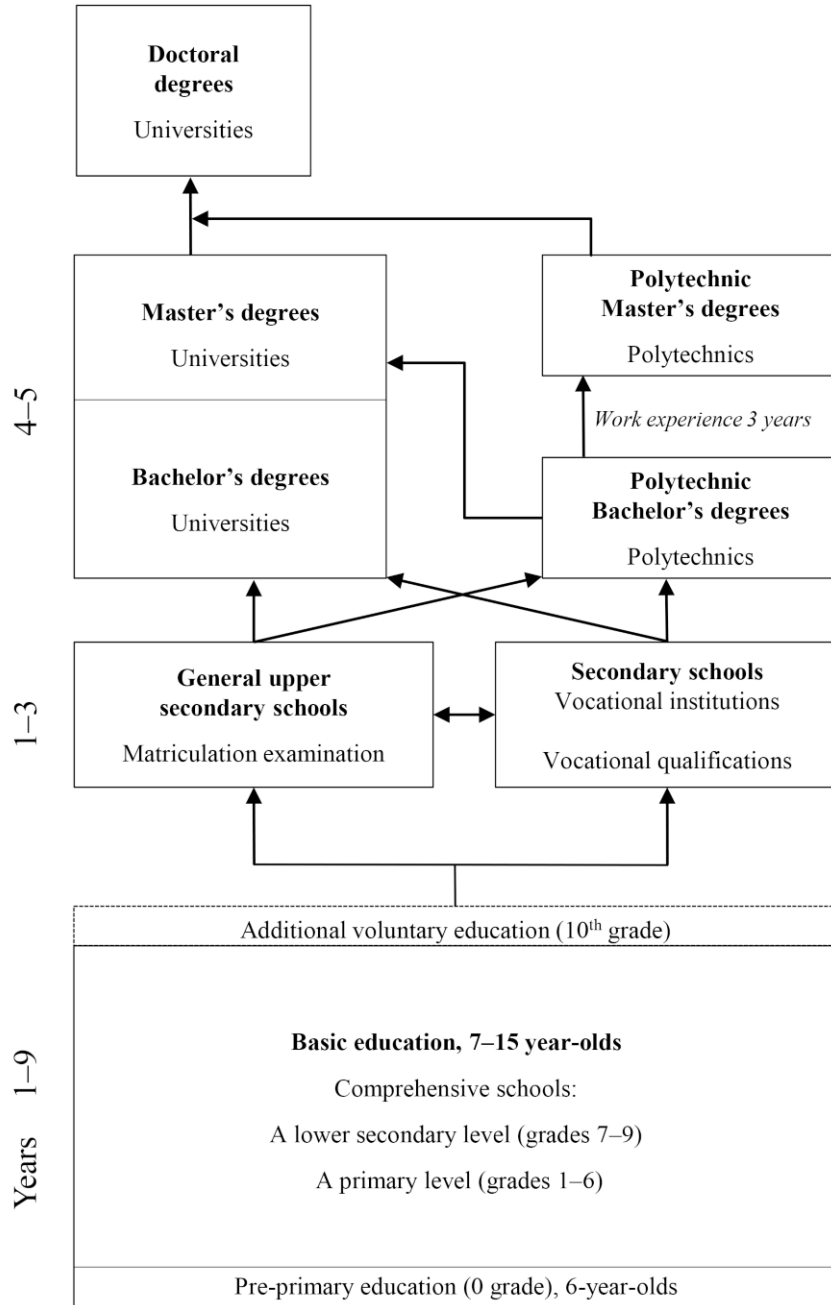 Doctoral
degrees
Universities
4–5
Master’s degrees
Universities
Polytechnic
Master’s degrees
Polytechnics
Work experience 3 years
Bachelor’s degrees
Universities
Polytechnic
Bachelor’s degrees
Polytechnics
1–3
General upper
secondary schools
Matriculation examination
Secondary schools
Vocational institutions
Vocational qualifications
Additional voluntary education (10th grade)
Years 1–9
Basic education, 7–15 year-olds
Comprehensive schools:
A lower secondary level (grades 7–9)
A primary level (grades 1–6)
Pre-primary education (0 grade), 6-year-olds